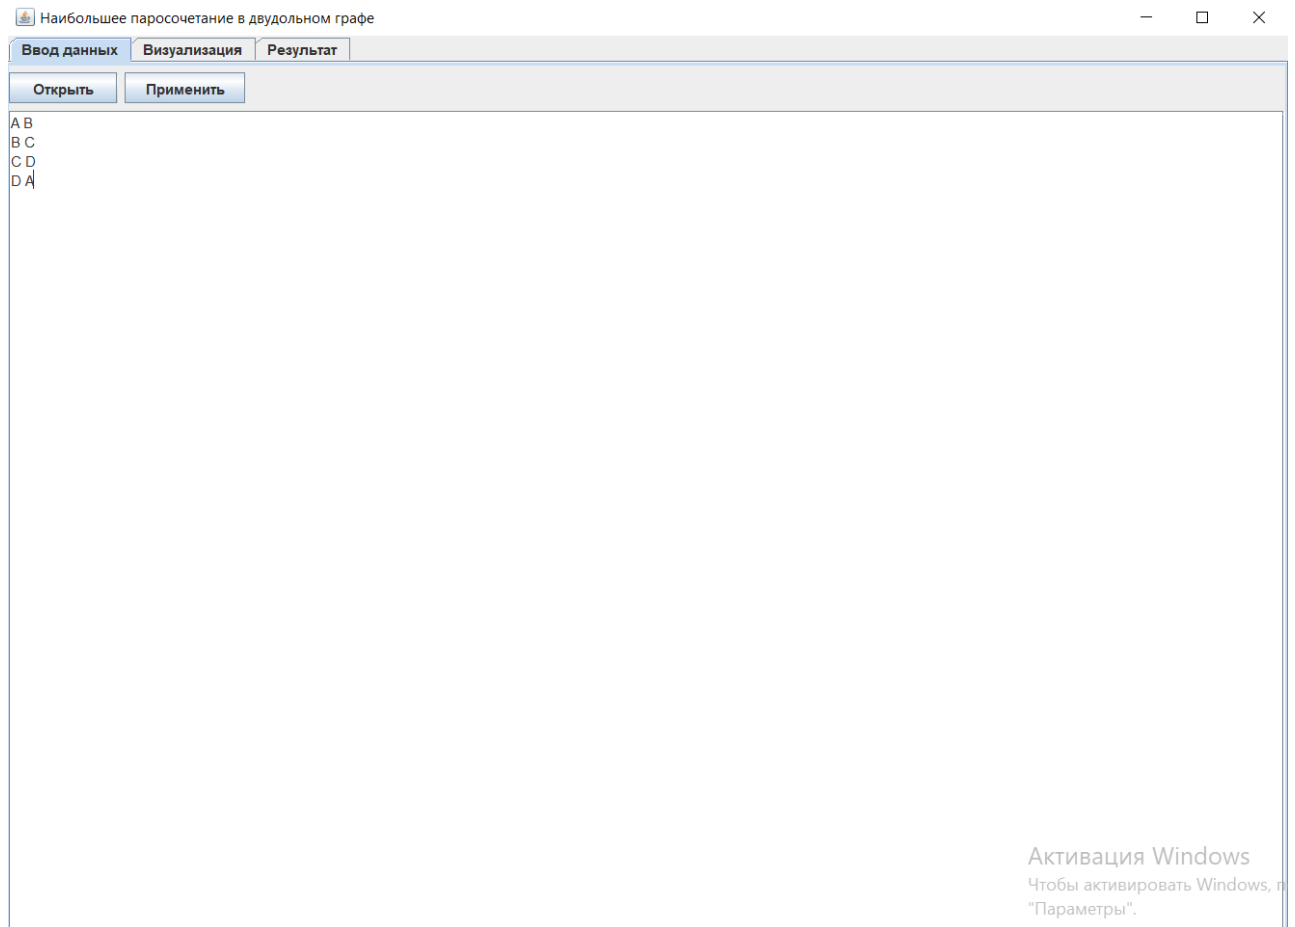 Наибольшее паросочетание в двудольном графе
Ввод данных Визуализация Результат
Открыть Применить
A B
B C
C D
D A
Активация Windows
Чтобы активировать Windows,
"Параметры".